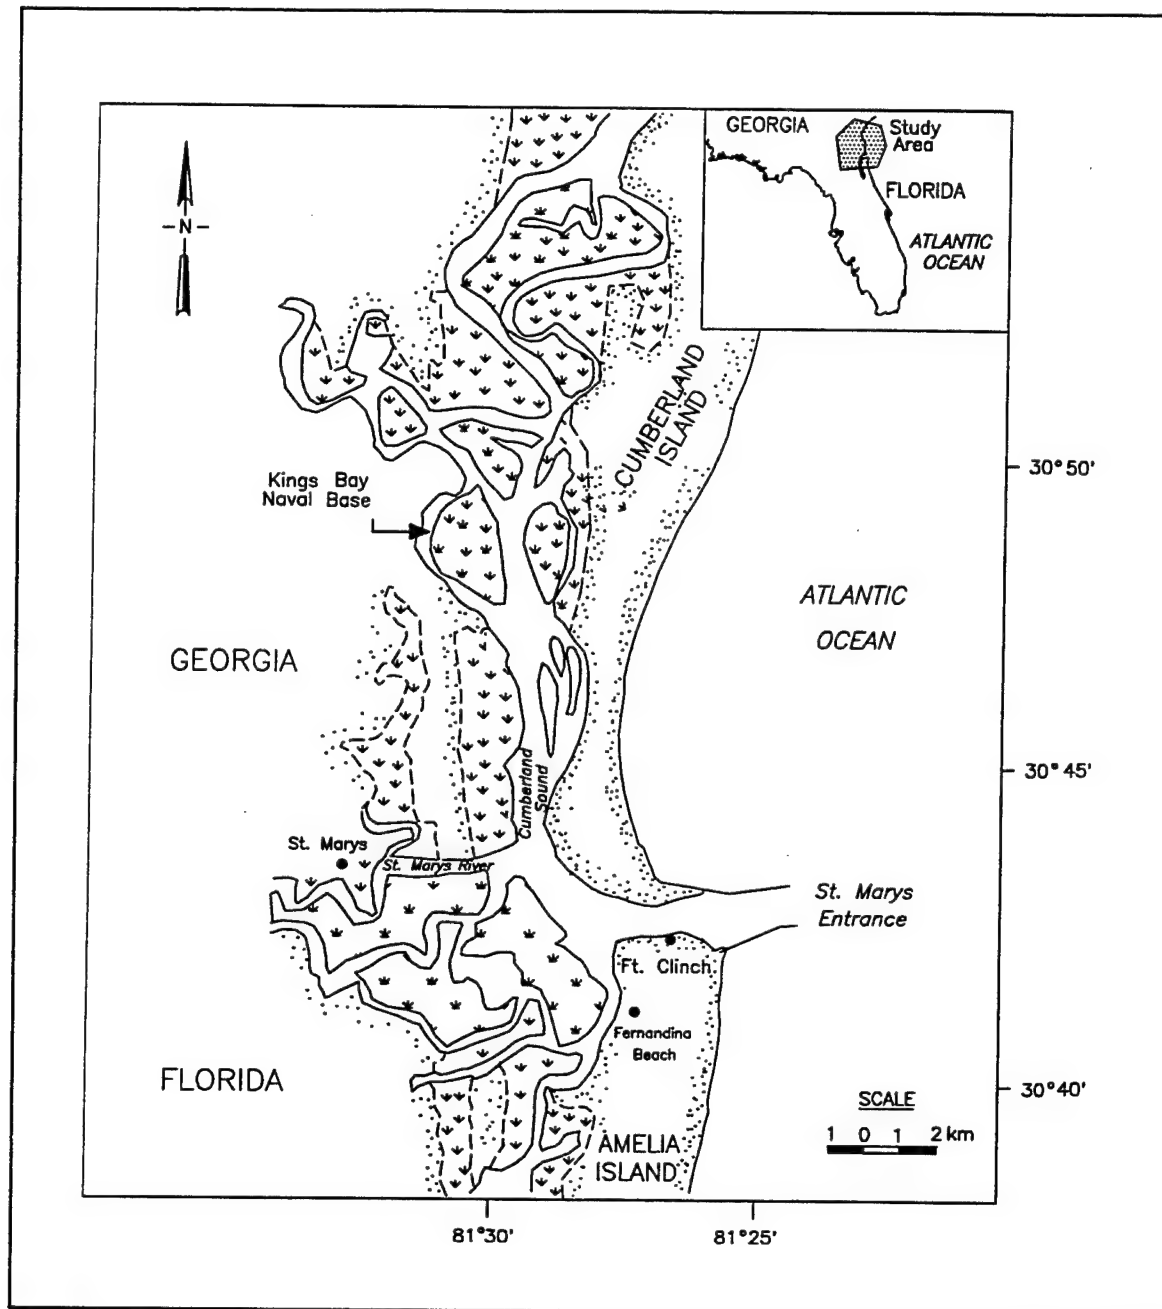 GEORGIA
Study
Area
FLORIDA
ATLANTIC
OCEAN
N
CUMBERLAND
ISLAND
30°50'
Kings Bay
Naval Base
ATLANTIC
OCEAN
GEORGIA
30°45'
Cumberland
Sound
St. Marys
St. Marys River
St. Marys
Entrance
Ft. Clinch
Fernandina
Beach
FLORIDA
30°40'
SCALE
1 0 1 2 km
AMELIA
ISLAND
81°30'
81°25'